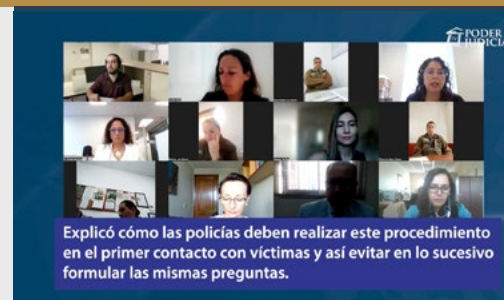 PODER
JUDICIA
Explicó cómo las policías deben realizar este procedimiento
en el primer contacto con víctimas y así evitar en lo sucesivo
formular las mismas preguntas.